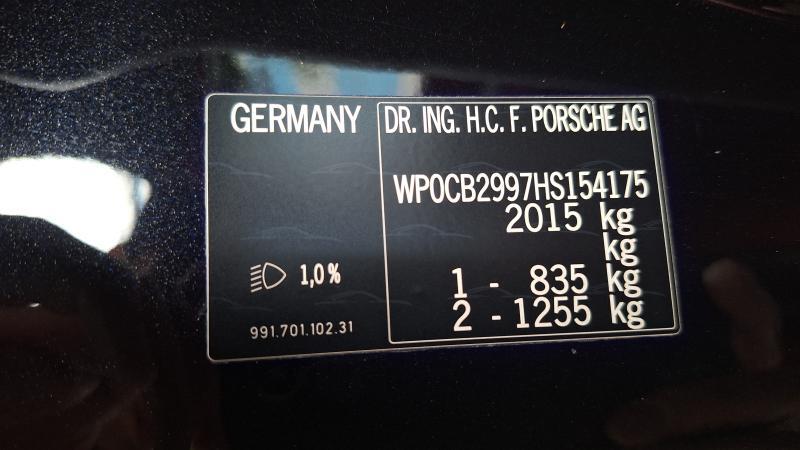 GERMANY
DR. ING. H.C. F. PORSCHE AG
WP0CB2997HS154175
2015 kg
kg
1 - 835 kg
2 - 1255 kg
1,0%
991.701.102.31